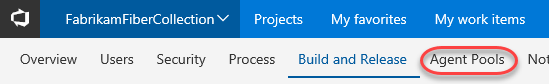 FabrikamFiberCollection Projects My favorites My work items
Overview Users Security Process Build and Release Agent Pools